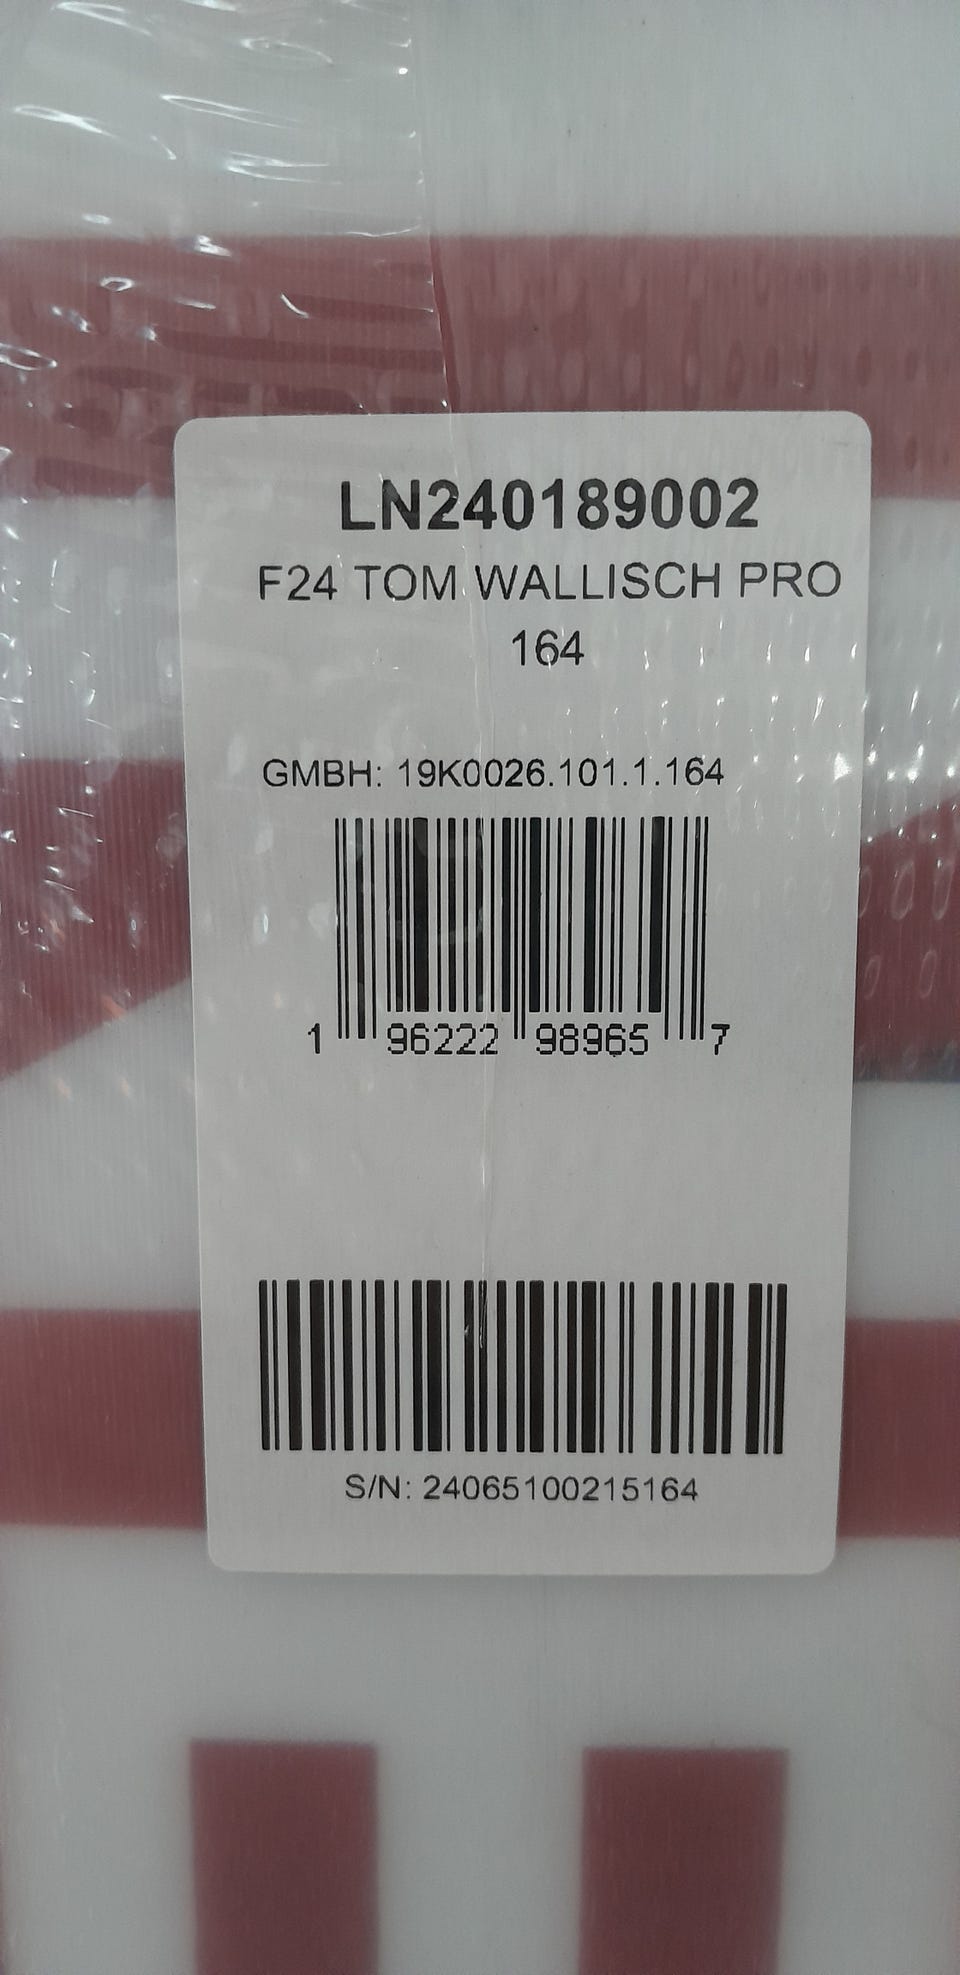 LN240189002
F24 TOM WALLISCH PRO
164
GMBH: 19K0026.101.1.164
1 96222 98965 7
S/N: 24065100215164